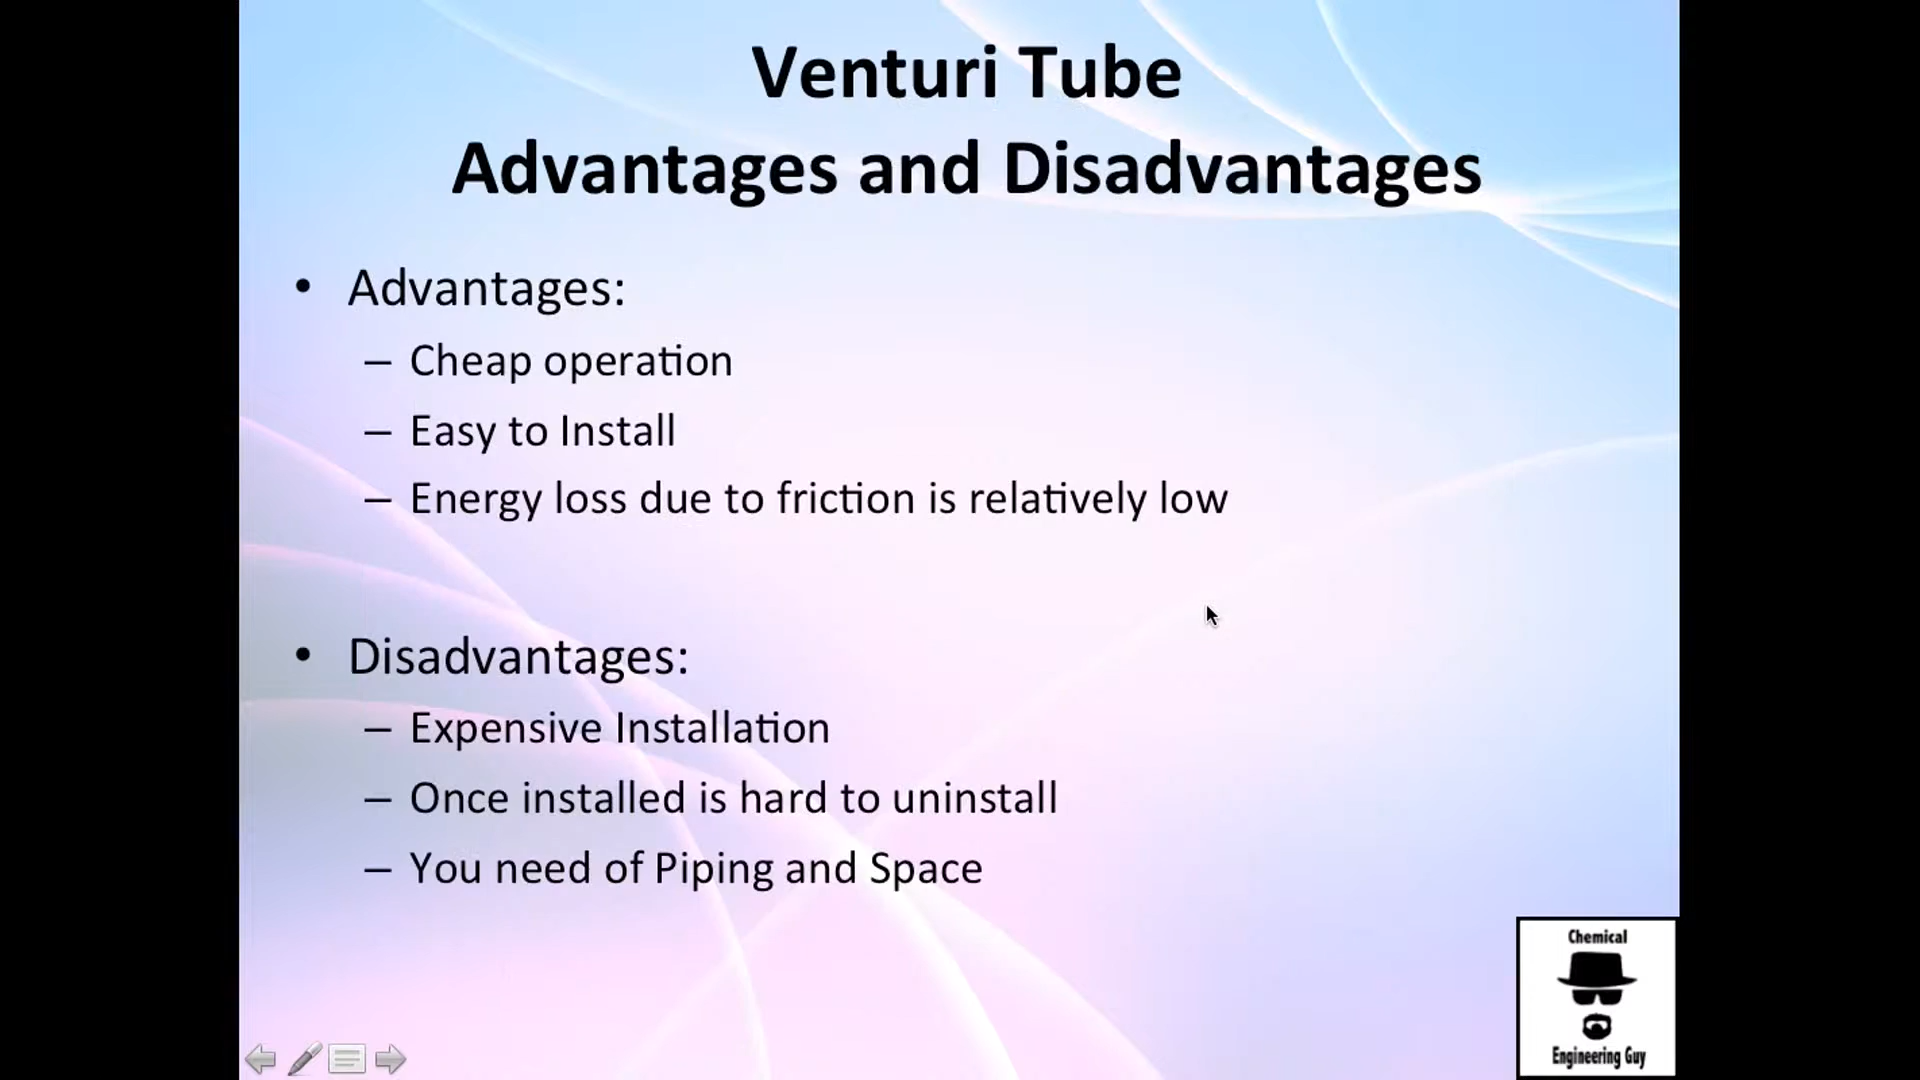 Venturi Tube
Advantages and Disadvantages
• Advantages:
– Cheap operation
– Easy to Install
– Energy loss due to friction is relatively low
• Disadvantages:
– Expensive Installation
– Once installed is hard to uninstall
– You need of Piping and Space
Chemical
Engineering Guy